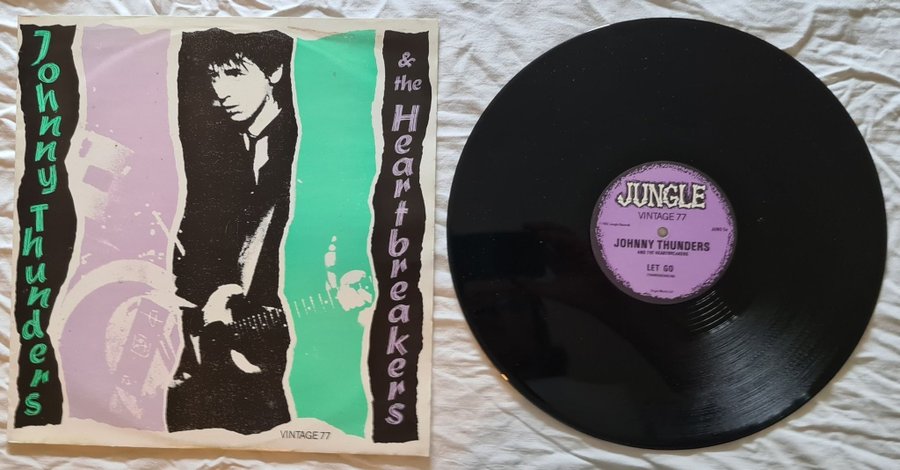 Johnny Thunders
& the Heartbreakers
VINTAGE 77
JUNGLE
VINTAGE 77
JOHNNY THUNDERS
AND THE HEARTBREAKERS
LET GO